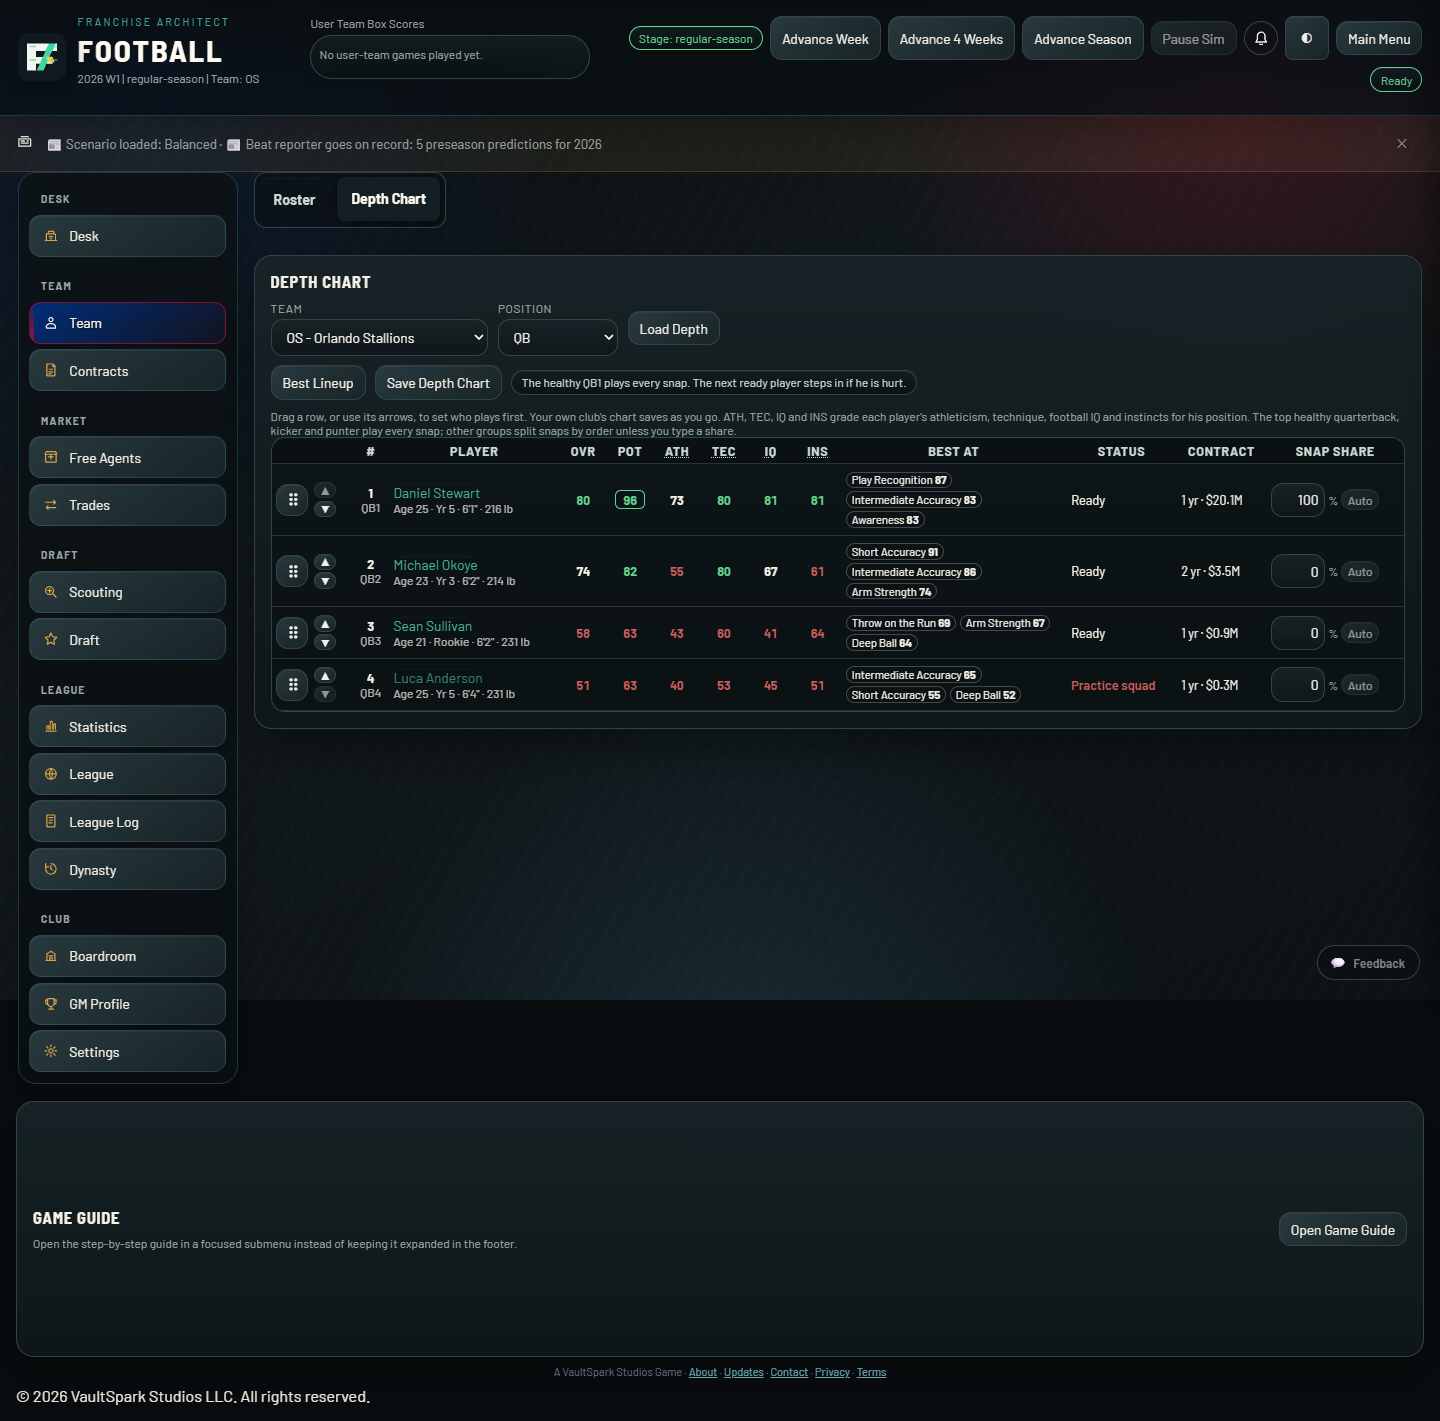 FRANCHISE ARCHITECT
FOOTBALL
2026 W1 | regular-season | Team: OS
User Team Box Scores
No user-team games played yet.
Stage: regular-season
Advance Week
Advance 4 Weeks
Advance Season
Pause Sim
Main Menu
Ready
Scenario loaded: Balanced · Beat reporter goes on record: 5 preseason predictions for 2026
DESK
Desk
TEAM
Team
Contracts
MARKET
Free Agents
Trades
DRAFT
Scouting
Draft
LEAGUE
Statistics
League
League Log
Dynasty
CLUB
Boardroom
GM Profile
Settings
Roster
Depth Chart
DEPTH CHART
TEAM POSITION
OS - Orlando Stallions QB Load Depth
Best Lineup Save Depth Chart The healthy QB1 plays every snap. The next ready player steps in if he is hurt.
Drag a row, or use its arrows, to set who plays first. Your own club's chart saves as you go. ATH, TEC, IQ and INS grade each player's athleticism, technique, football IQ and instincts for his position. The top healthy quarterback,
kicker and punter play every snap; other groups split snaps by order unless you type a share.
# PLAYER OVR POT ATH TEC IQ INS BEST AT STATUS CONTRACT SNAP SHARE
1 Daniel Stewart 80 96 73 80 81 81 Ready 1 yr · $20.1M 100 % Auto
QB1 Age 25 · Yr 5 · 6'1" · 216 lb
Play Recognition 87
Intermediate Accuracy 83
Awareness 83
2 Michael Okoye 74 82 55 80 67 61 Ready 2 yr · $3.5M 0 % Auto
QB2 Age 23 · Yr 3 · 6'2" · 214 lb
Short Accuracy 91
Intermediate Accuracy 86
Arm Strength 74
3 Sean Sullivan 58 63 43 60 41 64 Ready 1 yr · $0.9M 0 % Auto
QB3 Age 21 · Rookie · 6'2" · 231 lb
Throw on the Run 69 Arm Strength 67
Deep Ball 64
4 Luca Anderson 51 63 40 53 45 51 Practice squad 1 yr · $0.3M 0 % Auto
QB4 Age 25 · Yr 5 · 6'4" · 231 lb
Intermediate Accuracy 65
Short Accuracy 55 Deep Ball 52
Feedback
GAME GUIDE
Open the step-by-step guide in a focused submenu instead of keeping it expanded in the footer.
Open Game Guide
A VaultSpark Studios Game · About · Updates · Contact · Privacy · Terms
© 2026 VaultSpark Studios LLC. All rights reserved.